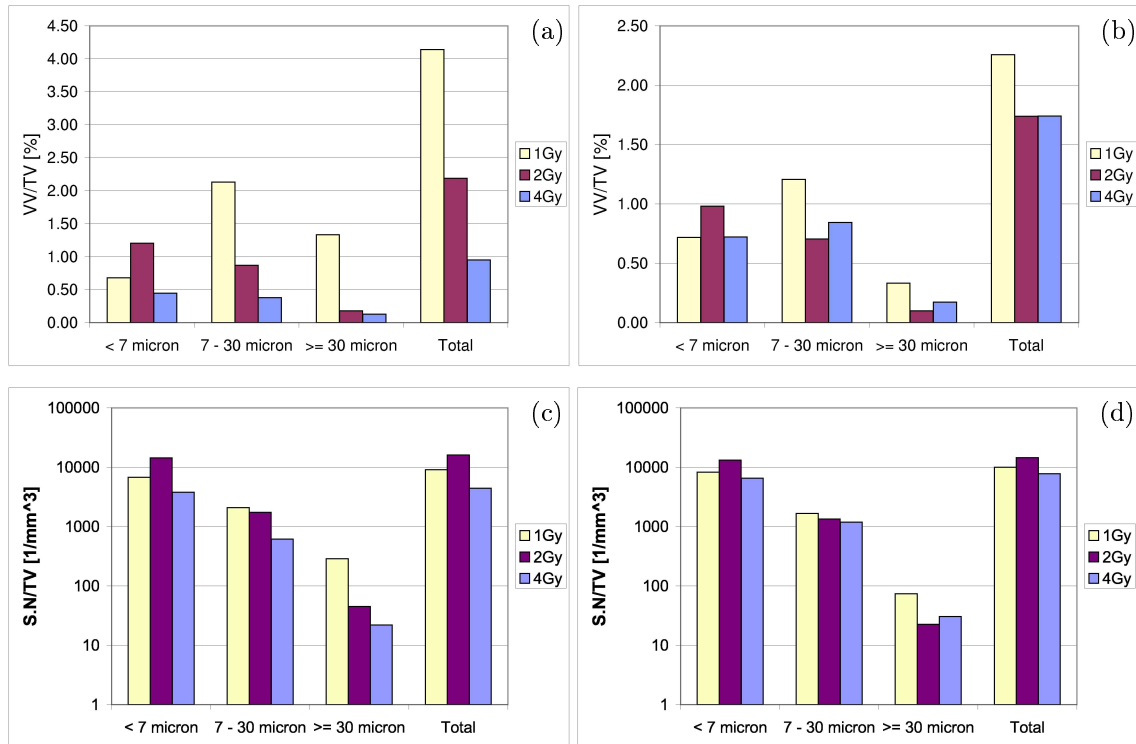 (a)
VV/TV [%]
4.50
4.00
3.50
3.00
2.50
2.00
1.50
1.00
0.50
0.00
< 7 micron 7 - 30 micron >= 30 micron Total
1Gy
2Gy
4Gy
(b)
VV/TV [%]
2.50
2.00
1.50
1.00
0.50
0.00
< 7 micron 7 - 30 micron >= 30 micron Total
1Gy
2Gy
4Gy
(c)
S.N/TV [1/mm^3]
100000
10000
1000
100
10
1
< 7 micron 7 - 30 micron >= 30 micron Total
1Gy
2Gy
4Gy
(d)
S.N/TV [1/mm^3]
100000
10000
1000
100
10
1
< 7 micron 7 - 30 micron >= 30 micron Total
1Gy
2Gy
4Gy